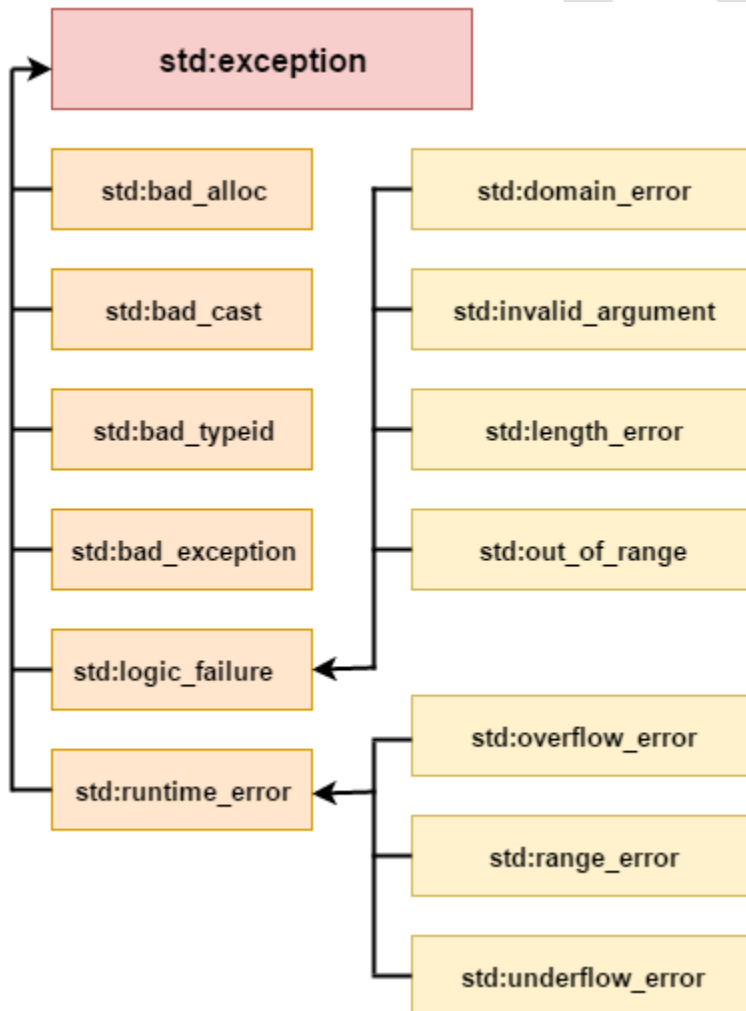 std:exception
std:bad_alloc
std:bad_cast
std:bad_typeid
std:bad_exception
std:logic_failure
std:runtime_error
std:domain_error
std:invalid_argument
std:length_error
std:out_of_range
std:overflow_error
std:range_error
std:underflow_error